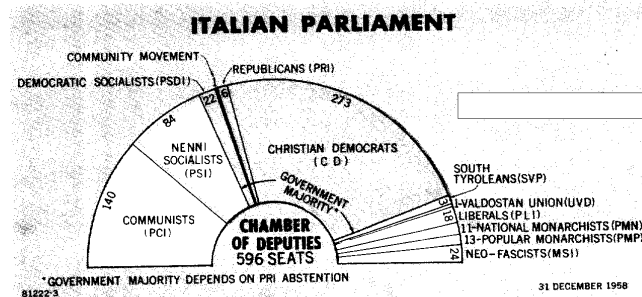 ITALIAN PARLIAMENT
COMMUNITY MOVEMENT
DEMOCRATIC SOCIALISTS(PSDI)
REPUBLICANS (PRI)
22
6
273
84
NENNI
SOCIALISTS
(PSI)
CHRISTIAN DEMOCRATS
(CD)
GOVERNMENT
MAJORITY*
140
COMMUNISTS
(PCI)
SOUTH
TYROLEANS(SVP)
3
1-VALDOSTAN UNION(UVD)
18
LIBERALS(PLI)
11-NATIONAL MONARCHISTS(PMN)
13-POPULAR MONARCHISTS(PMP)
24
NEO-FASCISTS(MSI)
CHAMBER
OF DEPUTIES
596 SEATS
*GOVERNMENT MAJORITY DEPENDS ON PRI ABSTENTION
81222-3
31 DECEMBER 1958